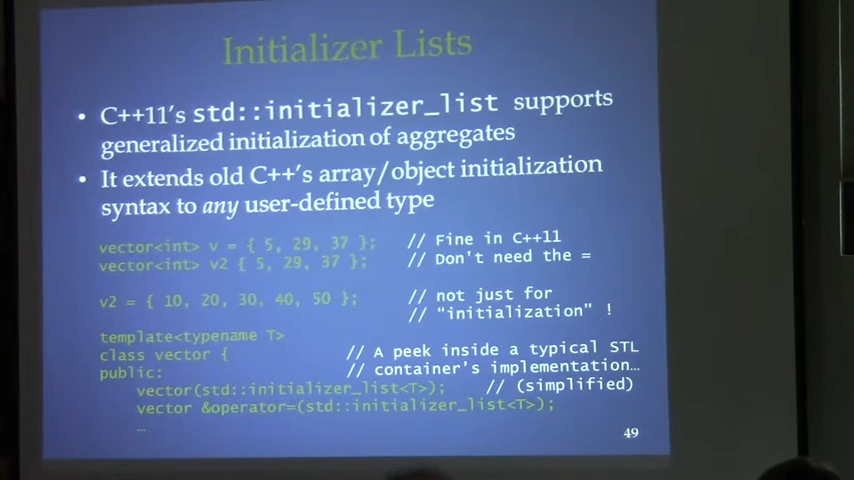 Initializer Lists
• C++11's std::initializer_list supports
generalized initialization of aggregates
• It extends old C++'s array/object initialization
syntax to any user-defined type
vector<int> v = { 5, 29, 37 }; // Fine in C++11
vector<int> v2 { 5, 29, 37 }; // Don't need the =
v2 = { 10, 20, 30, 40, 50 }; // not just for
// "initialization" !
template<typename T>
class vector { // A peek inside a typical STL
public: // container's implementation…
vector(std::initializer_list<T>); // (simplified)
vector &operator=(std::initializer_list<T>);
…
49